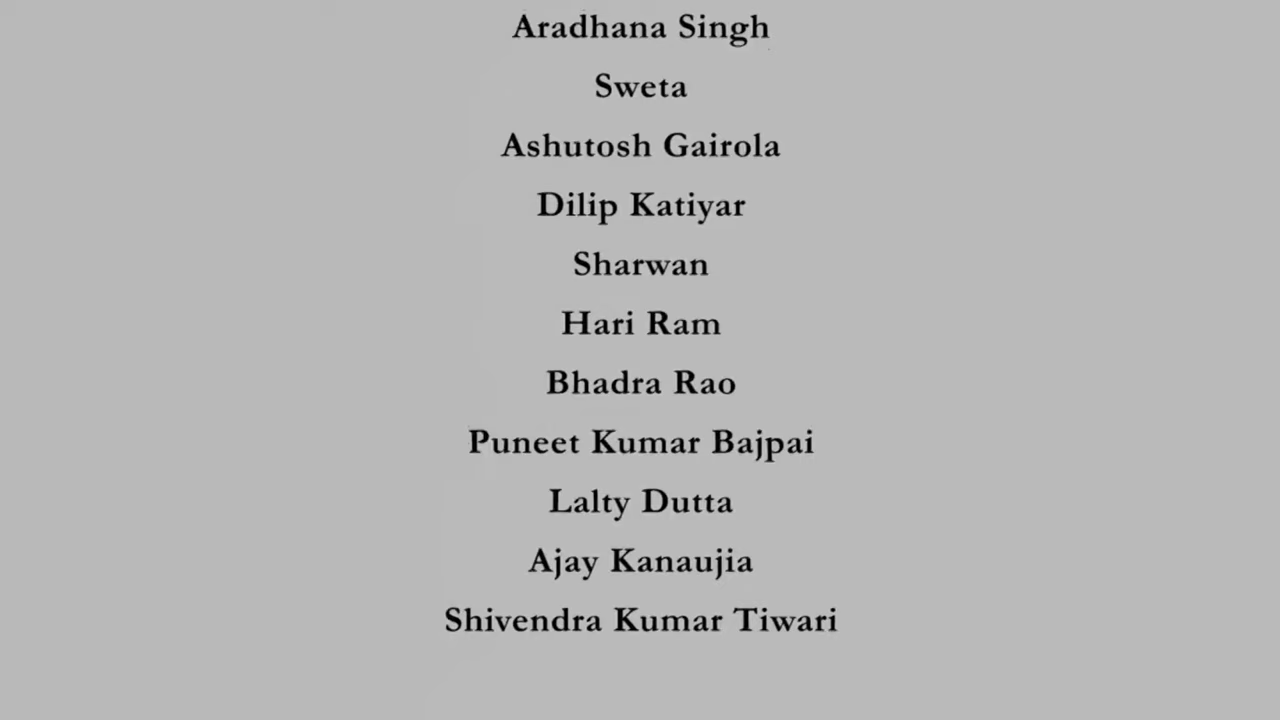 Aradhana Singh
Sweta
Ashutosh Gairola
Dilip Katiyar
Sharwan
Hari Ram
Bhadra Rao
Puneet Kumar Bajpai
Lalty Dutta
Ajay Kanaujia
Shivendra Kumar Tiwari